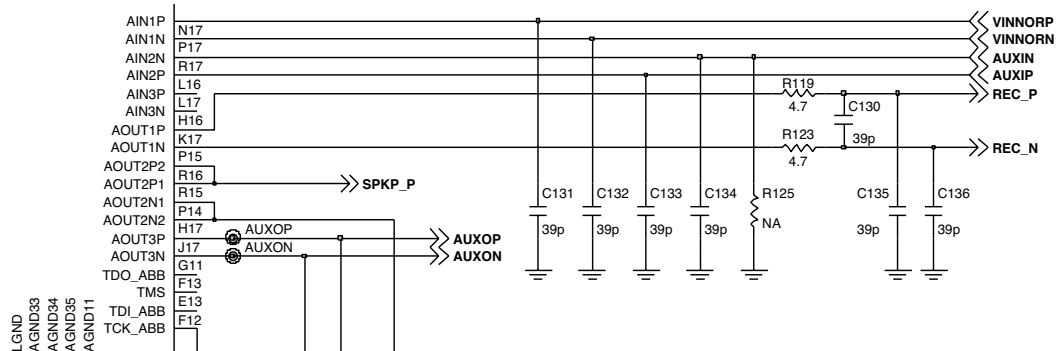 AIN1P
N17
AIN1N
P17
AIN2N
R17
AIN2P
L16
AIN3P
L17
AIN3N
H16
AOUT1P
K17
AOUT1N
P15
AOUT2P2
R16
AOUT2P1
R15
AOUT2N1
P14
AOUT2N2
H17
AOUT3P
J17
AOUT3N
G11
TDO_ABB
F13
TMS
E13
TDI_ABB
F12
TCK_ABB
LGND
AGND33
AGND34
AGND35
AGND11
SPKP_P
AUXOP
AUXON
AUXOP
AUXON
VINNORP
VINNORN
AUXIN
AUXIP
REC_P
REC_N
R119
4.7
C130
39p
R123
4.7
C131
39p
C132
39p
C133
39p
C134
39p
R125
NA
C135
39p
C136
39p